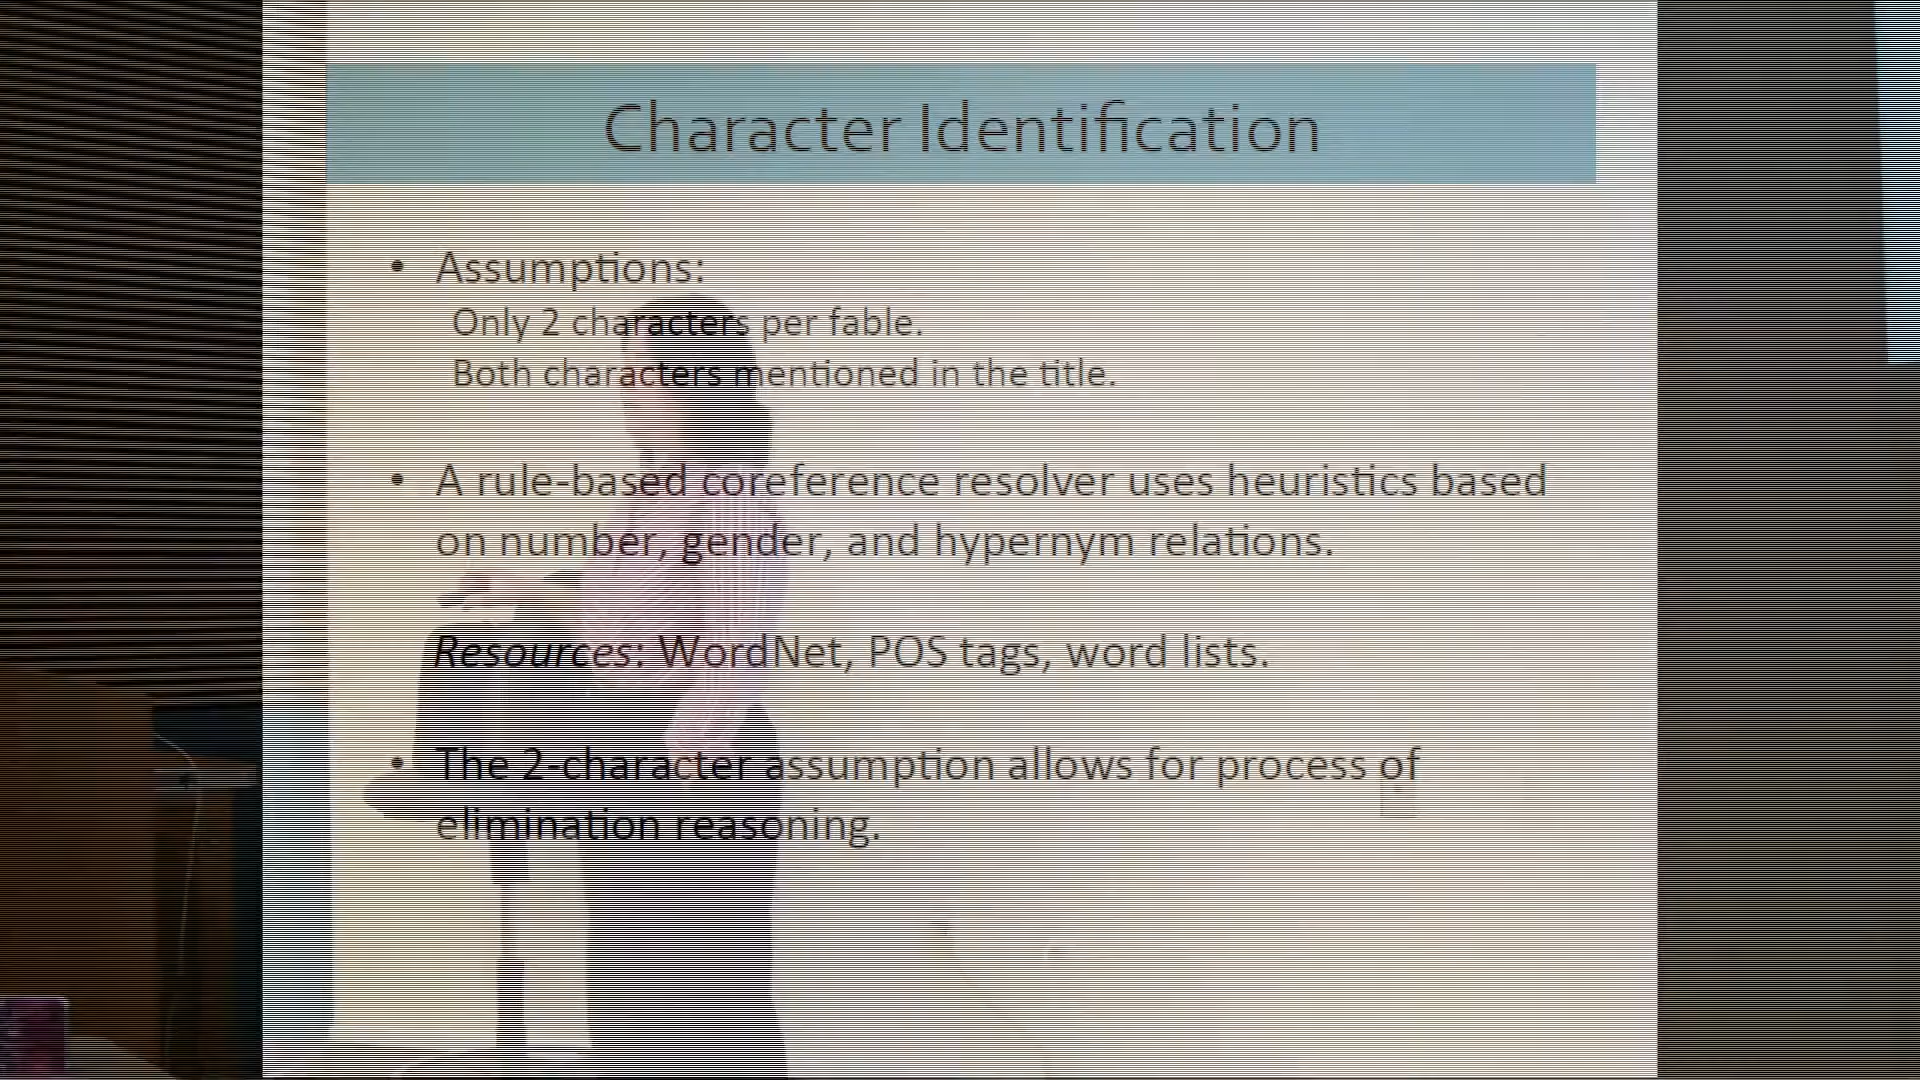 Character Identification
• Assumptions:
Only 2 characters per fable.
Both characters mentioned in the title.
• A rule-based coreference resolver uses heuristics based
on number, gender, and hypernym relations.
Resources: WordNet, POS tags, word lists.
• The 2-character assumption allows for process of
elimination reasoning.